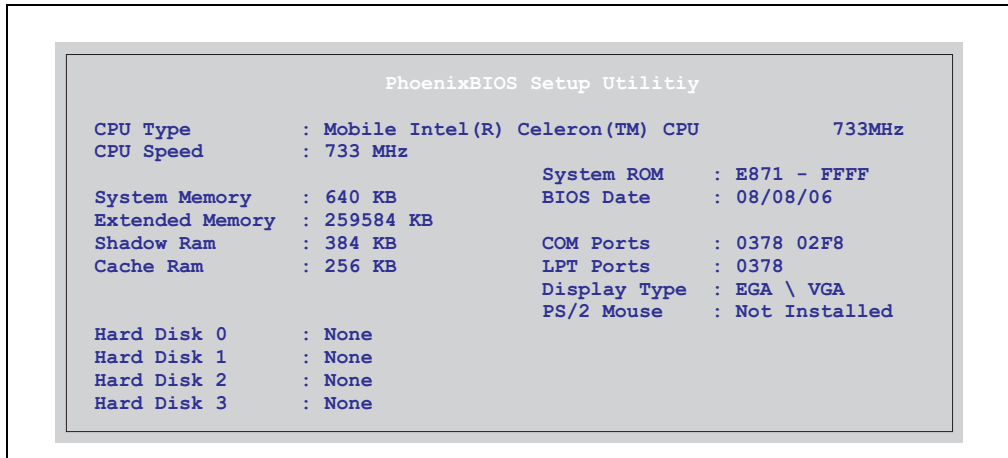 PhoenixBIOS Setup Utilitiy
CPU Type : Mobile Intel(R) Celeron(TM) CPU 733MHz
CPU Speed : 733 MHz
System ROM : E871 - FFFF
System Memory : 640 KB BIOS Date : 08/08/06
Extended Memory : 259584 KB
Shadow Ram : 384 KB COM Ports : 0378 02F8
Cache Ram : 256 KB LPT Ports : 0378
Display Type : EGA \ VGA
PS/2 Mouse : Not Installed
Hard Disk 0 : None
Hard Disk 1 : None
Hard Disk 2 : None
Hard Disk 3 : None